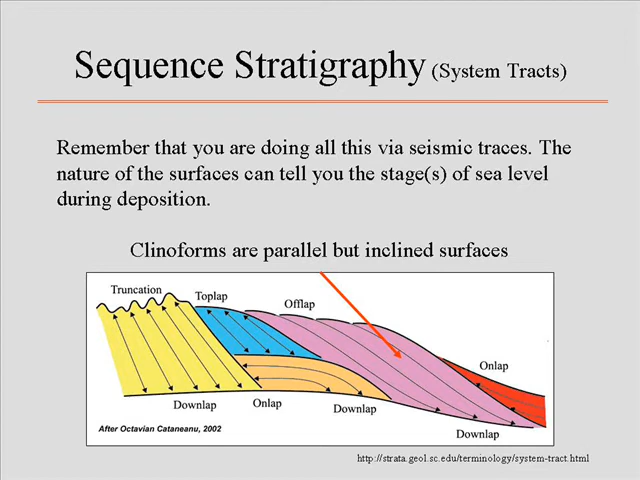 Sequence Stratigraphy (System Tracts)
Remember that you are doing all this via seismic traces. The
nature of the surfaces can tell you the stage(s) of sea level
during deposition.
Clinoforms are parallel but inclined surfaces
Truncation
Toplap
Offlap
Onlap
Downlap
Onlap
Downlap
After Octavian Cataneanu, 2002
Downlap
http://strata.geol.sc.edu/terminology/system-tract.html